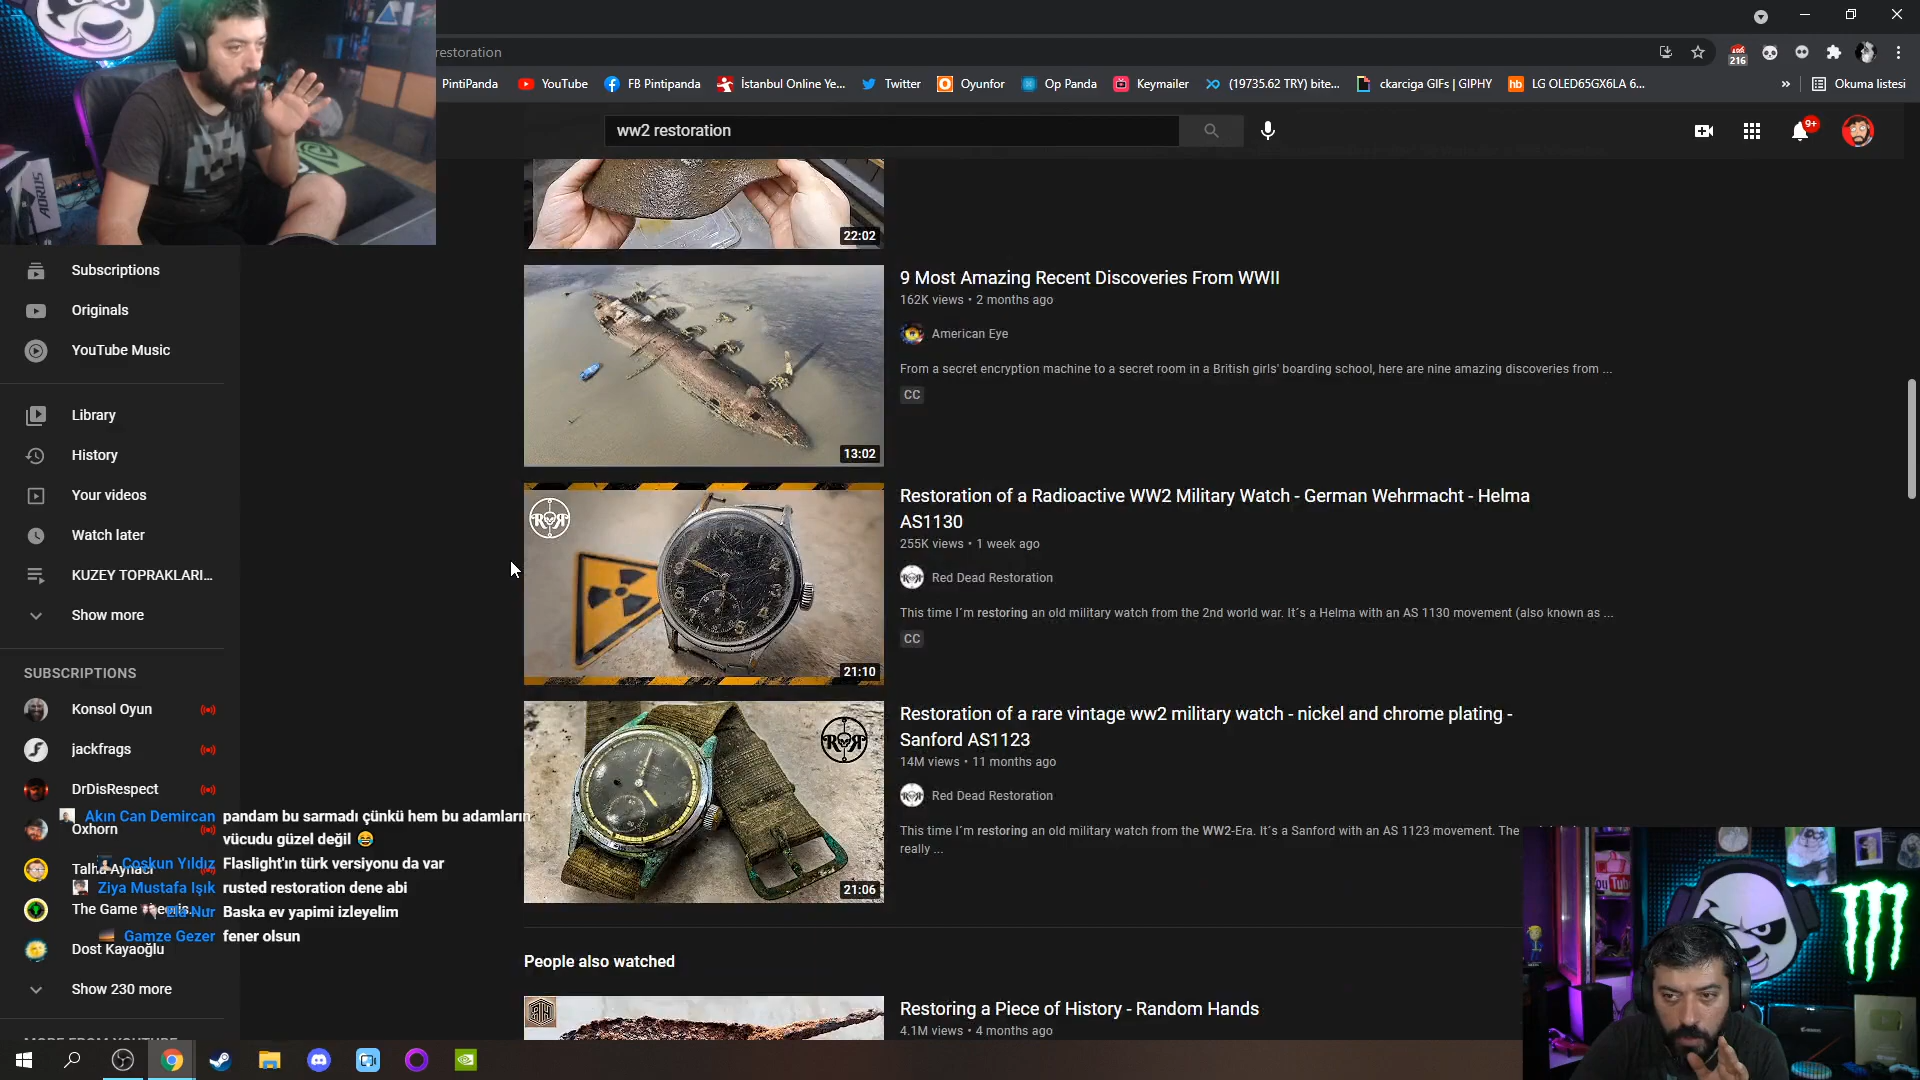 restoration
216
PintiPanda
YouTube
FB Pintipanda
İstanbul Online Ye...
Twitter
Oyunfor
Op Panda
Keymailer
(19735.62 TRY) bite...
ckarciga GIFs | GIPHY
hb
LG OLED65GX6LA 6...
»
Okuma listesi
ww2 restoration
9+
AORUS
22:02
Subscriptions
Originals
YouTube Music
Library
History
Your videos
Watch later
KUZEY TOPRAKLARI...
Show more
SUBSCRIPTIONS
Konsol Oyun
jackfrags
DrDisRespect
Oxhorn
The Game
Dost Kayaoğlu
Show 230 more
MORE FROM YOUTUBE
Akın Can Demircan pandam bu sarmadı çünkü hem bu adamların
vücudu güzel değil
Coskun Yıldız Flaslight'ın türk versiyonu da var
Ziya Mustafa Işık rusted restoration dene abi
Ela Nur Baska ev yapimi izleyelim
Gamze Gezer fener olsun
9 Most Amazing Recent Discoveries From WWII
162K views • 2 months ago
American Eye
From a secret encryption machine to a secret room in a British girls' boarding school, here are nine amazing discoveries from ...
CC
13:02
Restoration of a Radioactive WW2 Military Watch - German Wehrmacht - Helma
AS1130
255K views • 1 week ago
Red Dead Restoration
This time I´m restoring an old military watch from the 2nd world war. It´s a Helma with an AS 1130 movement (also known as ...
CC
21:10
Restoration of a rare vintage ww2 military watch - nickel and chrome plating -
Sanford AS1123
14M views • 11 months ago
Red Dead Restoration
This time I´m restoring an old military watch from the WW2-Era. It´s a Sanford with an AS 1123 movement. The
really ...
21:06
People also watched
Restoring a Piece of History - Random Hands
4.1M views • 4 months ago